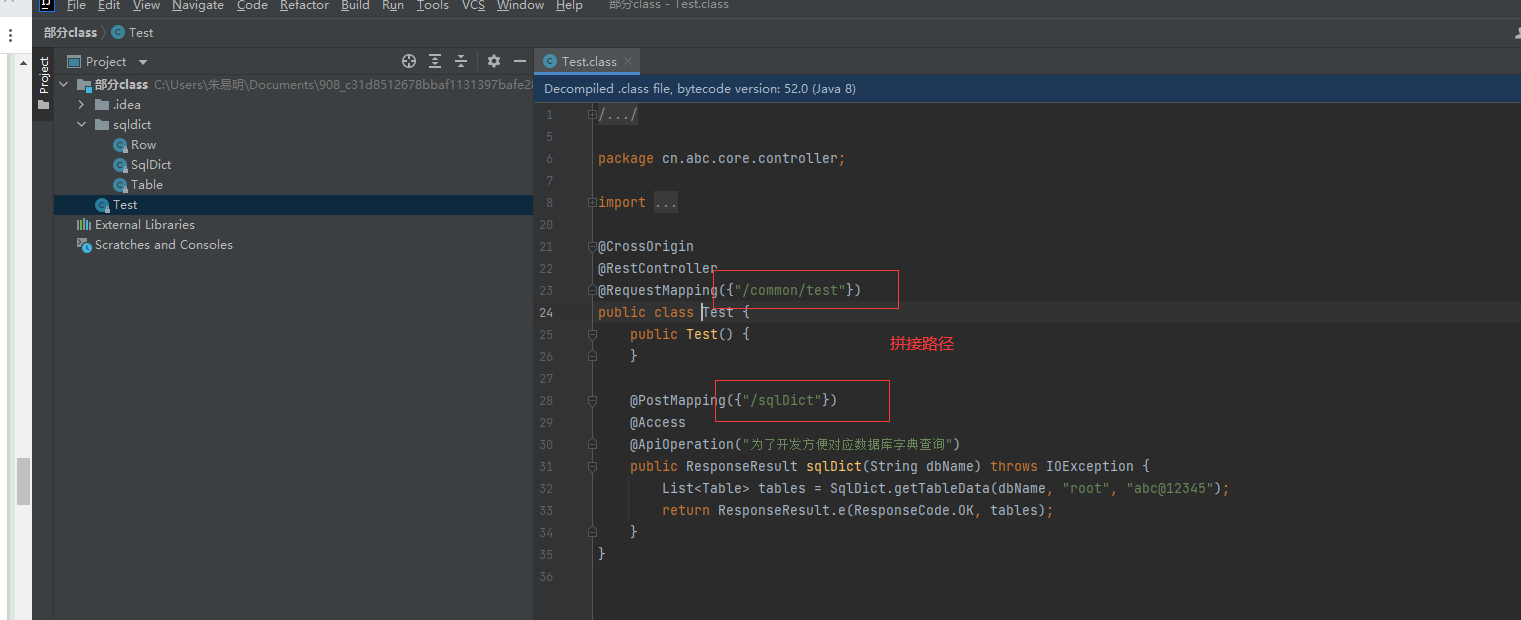 File Edit View Navigate Code Refactor Build Run Tools VCS Window Help 部分class - Test.class
部分class Test
Project
Project
部分class C:\Users\朱易明\Documents\908_c31d8512678bbaf1131397bafe2
.idea
sqldict
Row
SqlDict
Table
Test
External Libraries
Scratches and Consoles
Test.class
Decompiled .class file, bytecode version: 52.0 (Java 8)
1 /.../
5
6 package cn.abc.core.controller;
7
8 import ...
20
21 @CrossOrigin
22 @RestController
23 @RequestMapping({"/common/test"})
24 public class Test {
25 public Test() {
26 }
拼接路径
27
28 @PostMapping({"/sqlDict"})
29 @Access
30 @ApiOperation("为了开发方便对应数据库字典查询")
31 public ResponseResult sqlDict(String dbName) throws IOException {
32 List<Table> tables = SqlDict.getTableData(dbName, "root", "abc@12345");
33 return ResponseResult.e(ResponseCode.OK, tables);
34 }
35 }
36